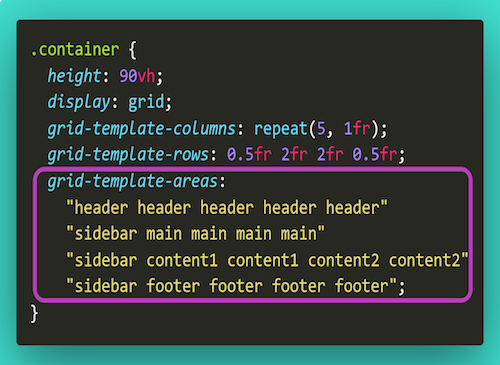 .container {
  height: 90vh;
  display: grid;
  grid-template-columns: repeat(5, 1fr);
  grid-template-rows: 0.5fr 2fr 2fr 0.5fr;
  grid-template-areas:
    "header header header header header"
    "sidebar main main main main"
    "sidebar content1 content1 content2 content2"
    "sidebar footer footer footer footer";
}